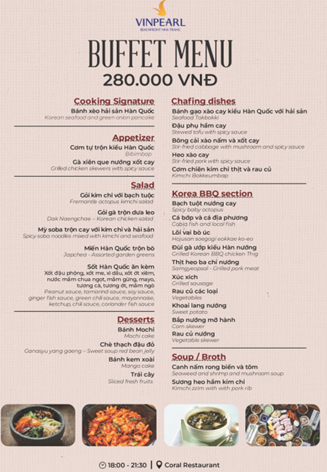 VINPEARL
BEACHFRONT NHA TRANG
BUFFET MENU
280.000 VNĐ
Cooking Signature
Bánh xèo hải sản Hàn Quốc
Korean seafood and green onion pancake
Appetizer
Cơm tự trộn kiểu Hàn Quốc
Bibimbap
Gà xiên que nướng xốt cay
Grilled chicken skewers with spicy sauce
Salad
Gỏi kim chi với bạch tuộc
octopus kimchi salad
Gỏi gà trộn dưa leo
Dak Naengchae – Korean chicken salad
Mỳ soba trộn cay với kim chi và hải sản
Spicy soba noodles mixed with kimchi and seafood
Miến Hàn Quốc trộn bò
Japchae - Assorted garden greens
Sốt Hàn Quốc ăn kèm
Xốt đậu phộng, xốt me, xì dầu, xốt ớt xiêm,
nước mắm chua ngọt, mắm gừng, mayo,
tương cà, tương ớt, mắm ngò
Peanut sauce, tamarind sauce, soy sauce,
ginger fish sauce, green chili sauce, mayonnaise,
ketchup, chili sauce, coriander fish sauce
Desserts
Bánh Mochi
Mochi cake
Chè thạch đậu đỏ
yang gaeng – Sweet soup red bean jelly
Bánh kem xoài
Mango cake
Trái cây
Sliced fresh fruits
Chafing dishes
Bánh gạo xào cay kiểu Hàn Quốc với hải sản
Seafood Tokbokki
Đậu phụ hầm cay
Stewed tofu with spicy sauce
Bông cải xào nấm và xốt cay
Stir-fried cabbage with mushroom and spicy sauce
Heo xào cay
Stir-fried pork with spicy sauce
Cơm chiên kim chi thịt và rau củ
Kimchi Bokkeumbap
Korea BBQ section
Bạch tuột nướng cay
Spicy baby octopus
Cá bớp và cá địa phương
Cobia fish and local fish
Lõi vai bò úc
Cùi gà ướp kiểu Hàn nướng
Grilled Korean BBQ chicken
Thịt heo ba chỉ nướng
Samgyeopsal - Grilled pork meat
Xúc xích
Grilled sausage
Rau củ các loại
Vegetables
Khoai lang nướng
Sweet potato
Bắp nướng mỡ hành
Corn skewer
Rau củ nướng
Vegetable skewer
Soup / Broth
Canh nấm rong biển và tôm
Seaweed and shrimp and mushroom soup
Sương heo hầm kim chi
Kimchi with pork rib
18:00 - 21:30 | Coral Restaurant